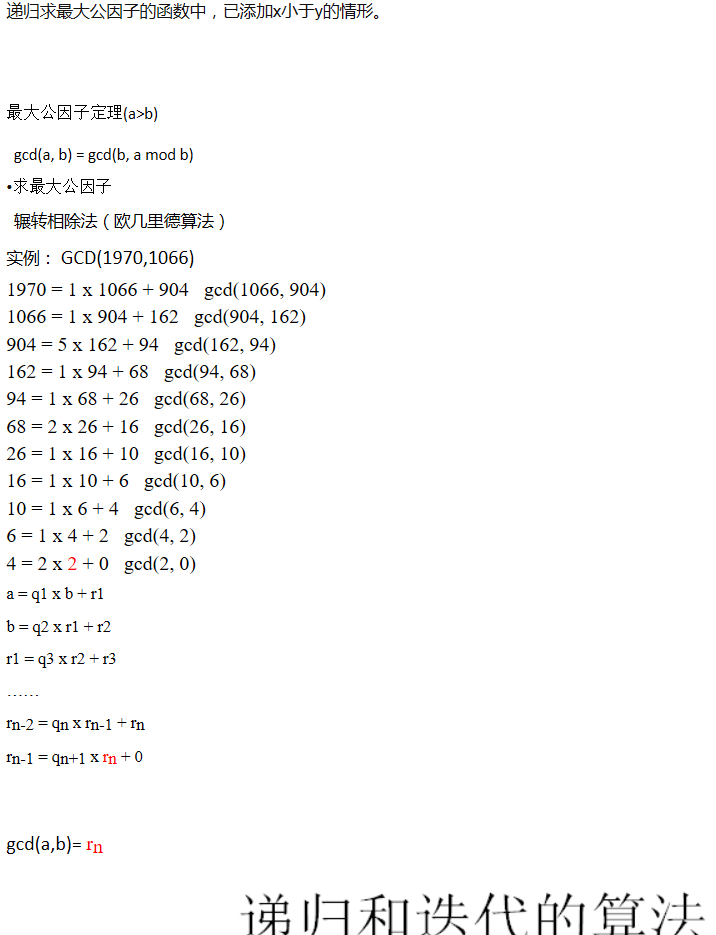 递归求最大公因子的函数中，已添加x小于y的情形。
最大公因子定理(a>b)
gcd(a, b) = gcd(b, a mod b)
•求最大公因子
辗转相除法（欧几里德算法）
实例： GCD(1970,1066)
1970 = 1 x 1066 + 904   gcd(1066, 904)
1066 = 1 x 904 + 162   gcd(904, 162)
904 = 5 x 162 + 94   gcd(162, 94)
162 = 1 x 94 + 68   gcd(94, 68)
94 = 1 x 68 + 26   gcd(68, 26)
68 = 2 x 26 + 16   gcd(26, 16)
26 = 1 x 16 + 10   gcd(16, 10)
16 = 1 x 10 + 6   gcd(10, 6)
10 = 1 x 6 + 4   gcd(6, 4)
6 = 1 x 4 + 2   gcd(4, 2)
4 = 2 x 2 + 0   gcd(2, 0)
a = q1 x b + r1
b = q2 x r1 + r2
r1 = q3 x r2 + r3
……
rn-2 = qn x rn-1 + rn
rn-1 = qn+1 x rn + 0
gcd(a,b)= rn
递归和迭代的算法